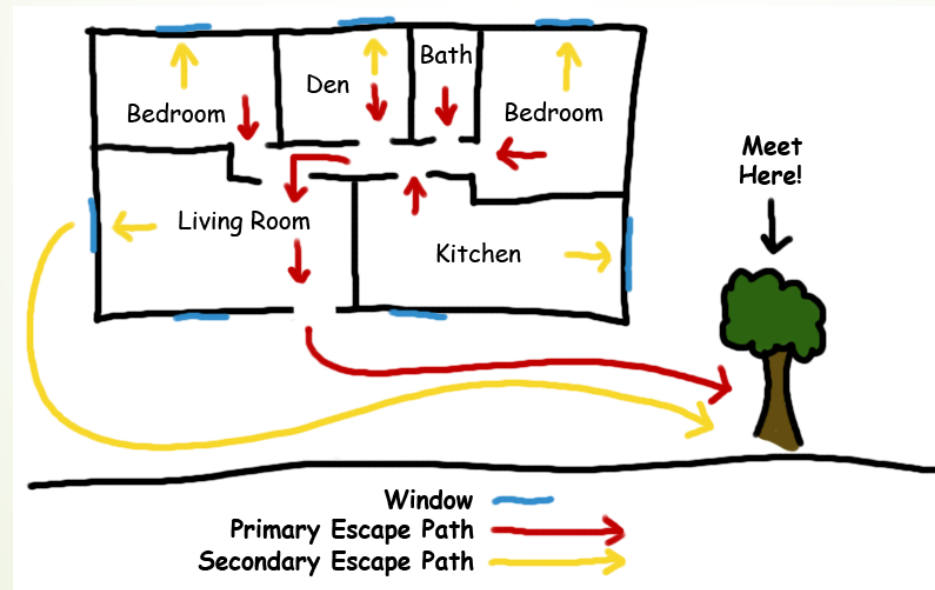 Bath
Den
Bedroom
Bedroom
Meet
Here!
Living Room
Kitchen
Window
Primary Escape Path
Secondary Escape Path